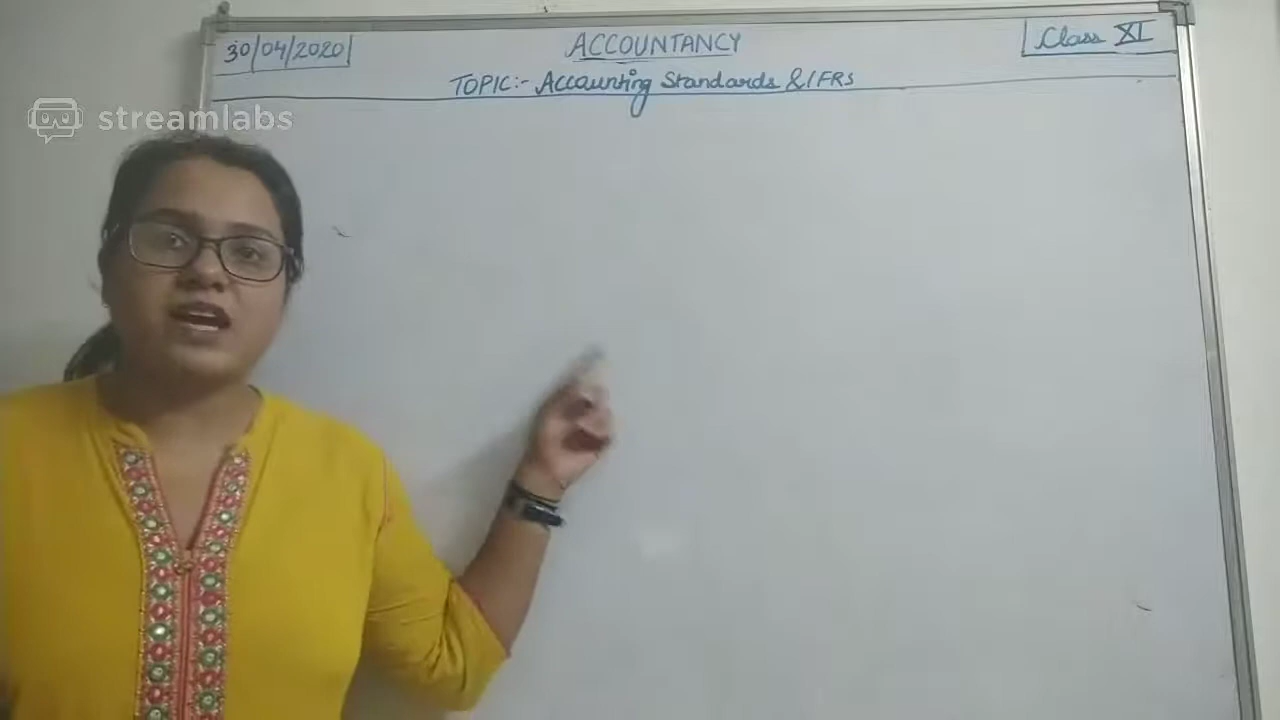 30/04/2020
ACCOUNTANCY
Class XI
TOPIC:- Accounting Standards & IFRS
streamlabs